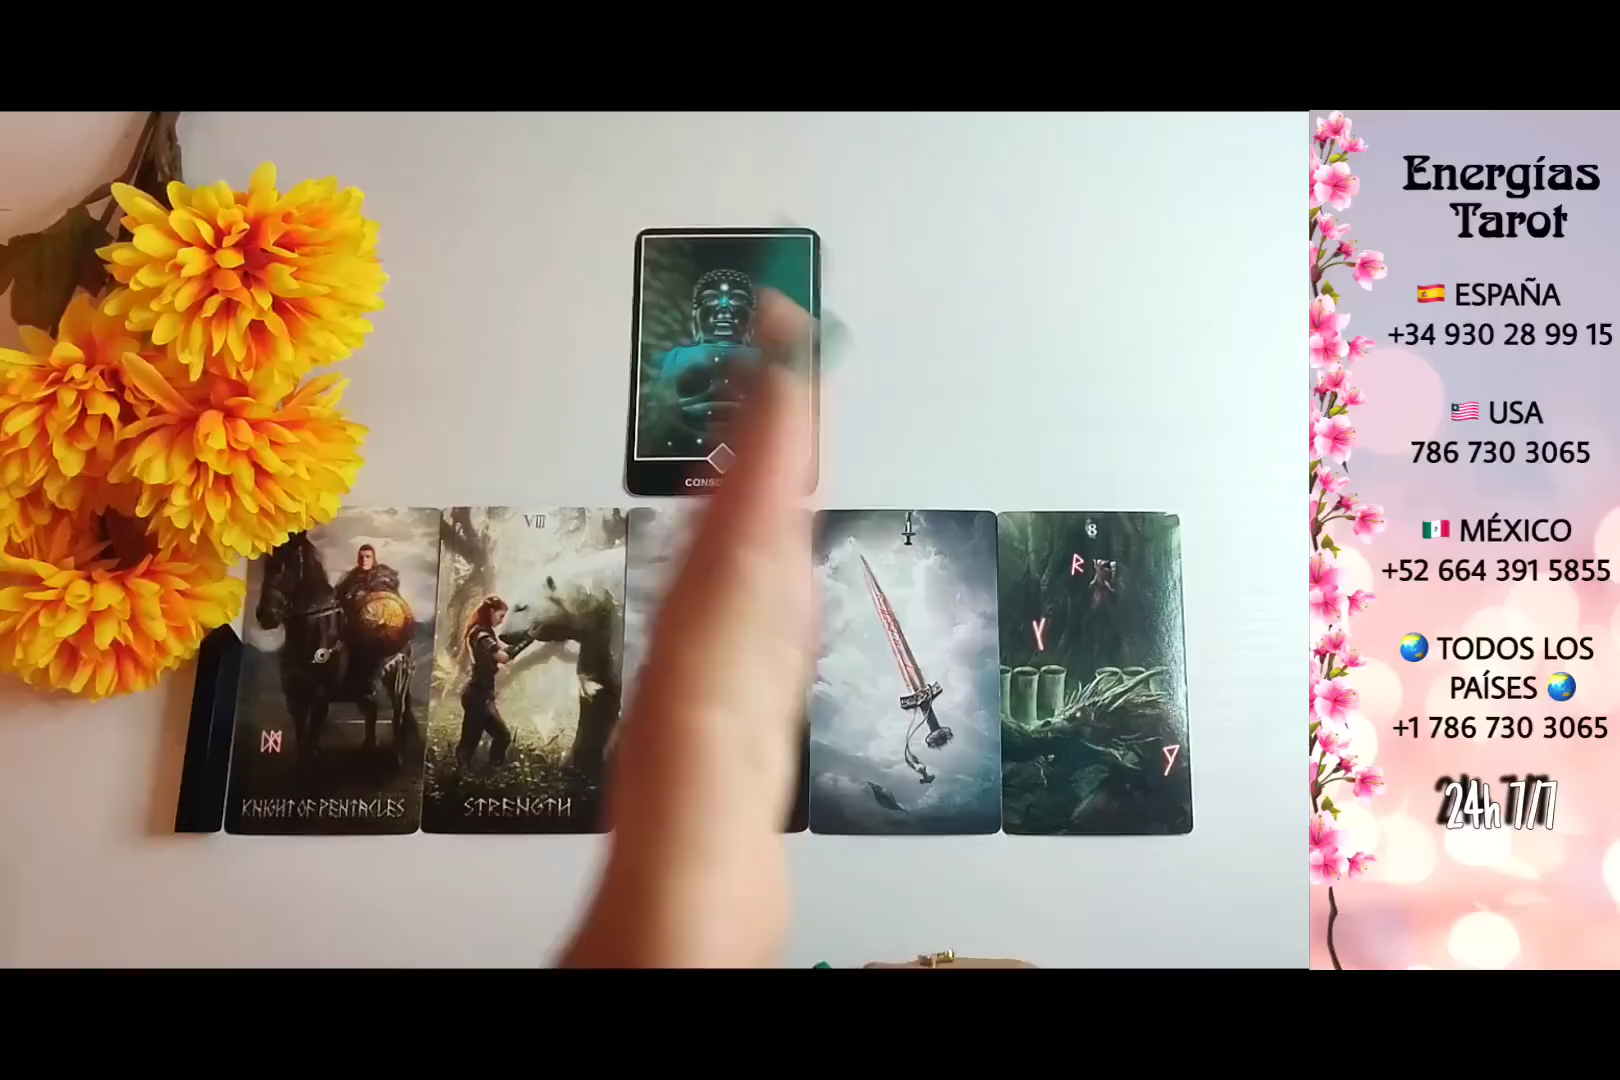 VIII
8
KNIGHT OF PENTACLES
STRENGTH
Energías
Tarot
🇪🇸 ESPAÑA
+34 930 28 99 15
🇺🇸 USA
786 730 3065
🇲🇽 MÉXICO
+52 664 391 5855
🌏 TODOS LOS
PAÍSES 🌏
+1 786 730 3065
24h 7/7